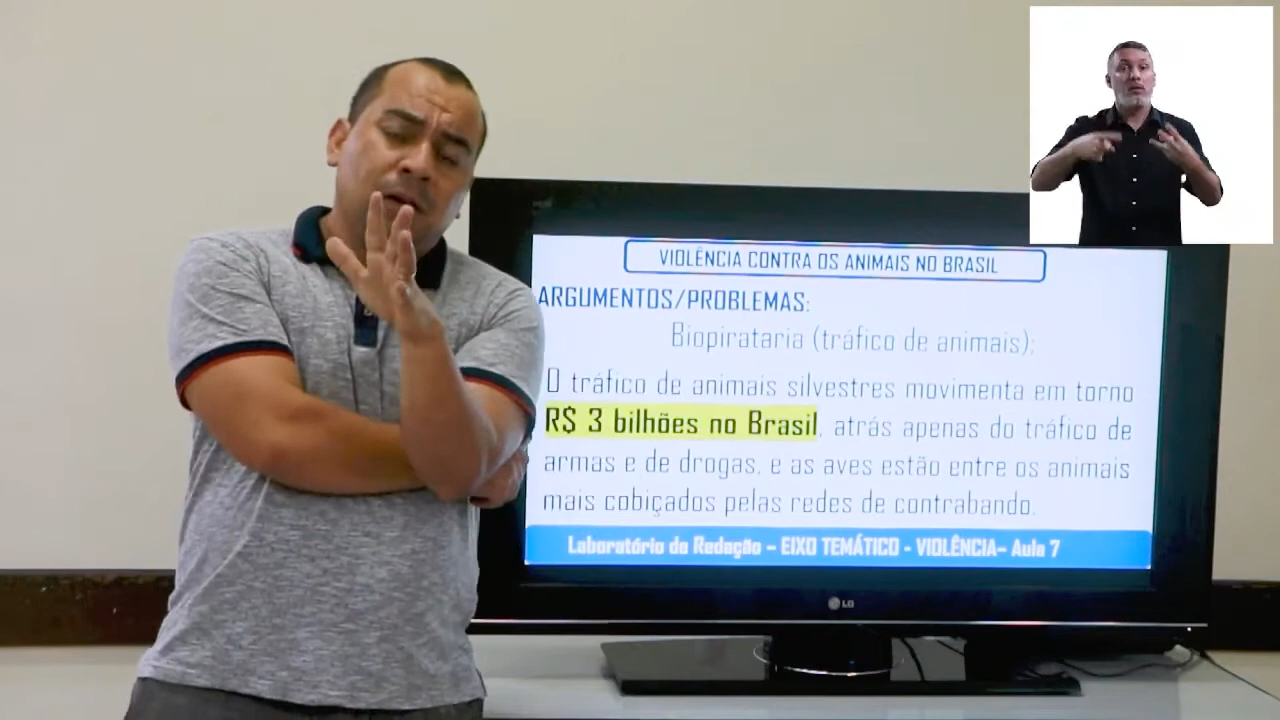 VIOLÊNCIA CONTRA OS ANIMAIS NO BRASIL
ARGUMENTOS/PROBLEMAS:
Biopirataria (tráfico de animais);
O tráfico de animais silvestres movimenta em torno
R$ 3 bilhões no Brasil, atrás apenas do tráfico de
armas e de drogas, e as aves estão entre os animais
mais cobiçados pelas redes de contrabando.
Laboratório da Redação – EIXO TEMÁTICO - VIOLÊNCIA– Aula 7
LG